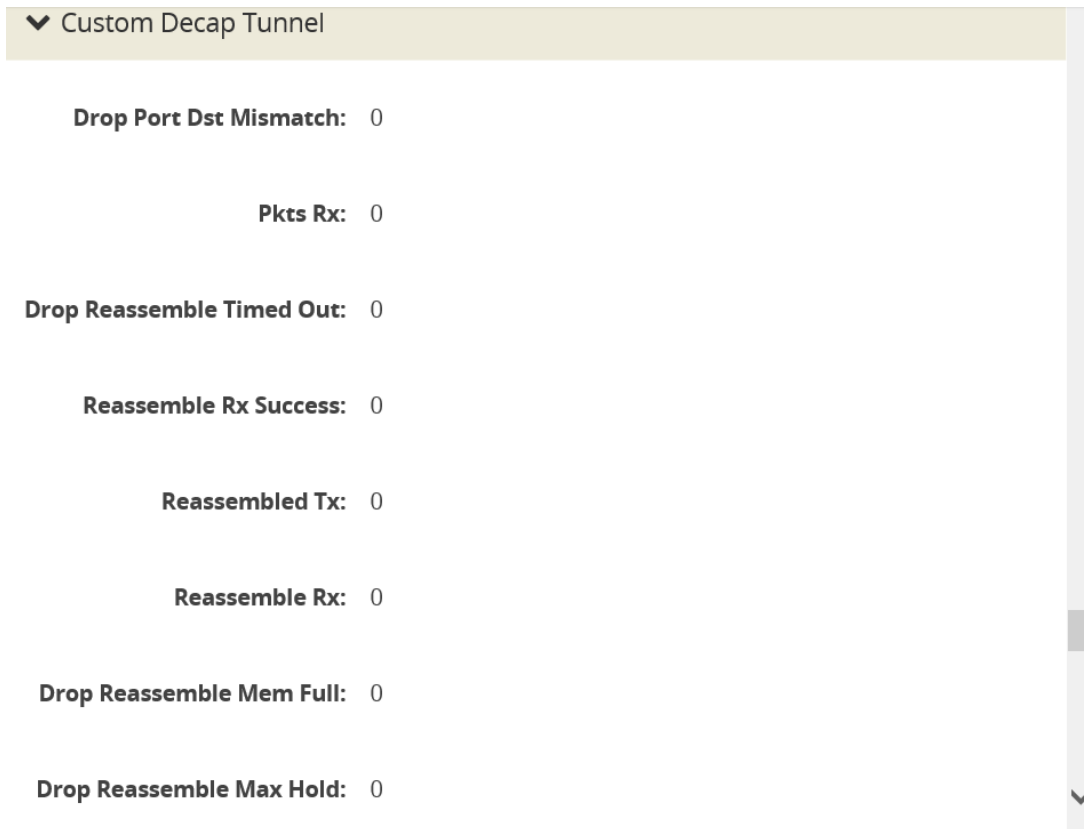 Custom Decap Tunnel
Drop Port Dst Mismatch: 0
Pkts Rx: 0
Drop Reassemble Timed Out: 0
Reassemble Rx Success: 0
Reassembled Tx: 0
Reassemble Rx: 0
Drop Reassemble Mem Full: 0
Drop Reassemble Max Hold: 0